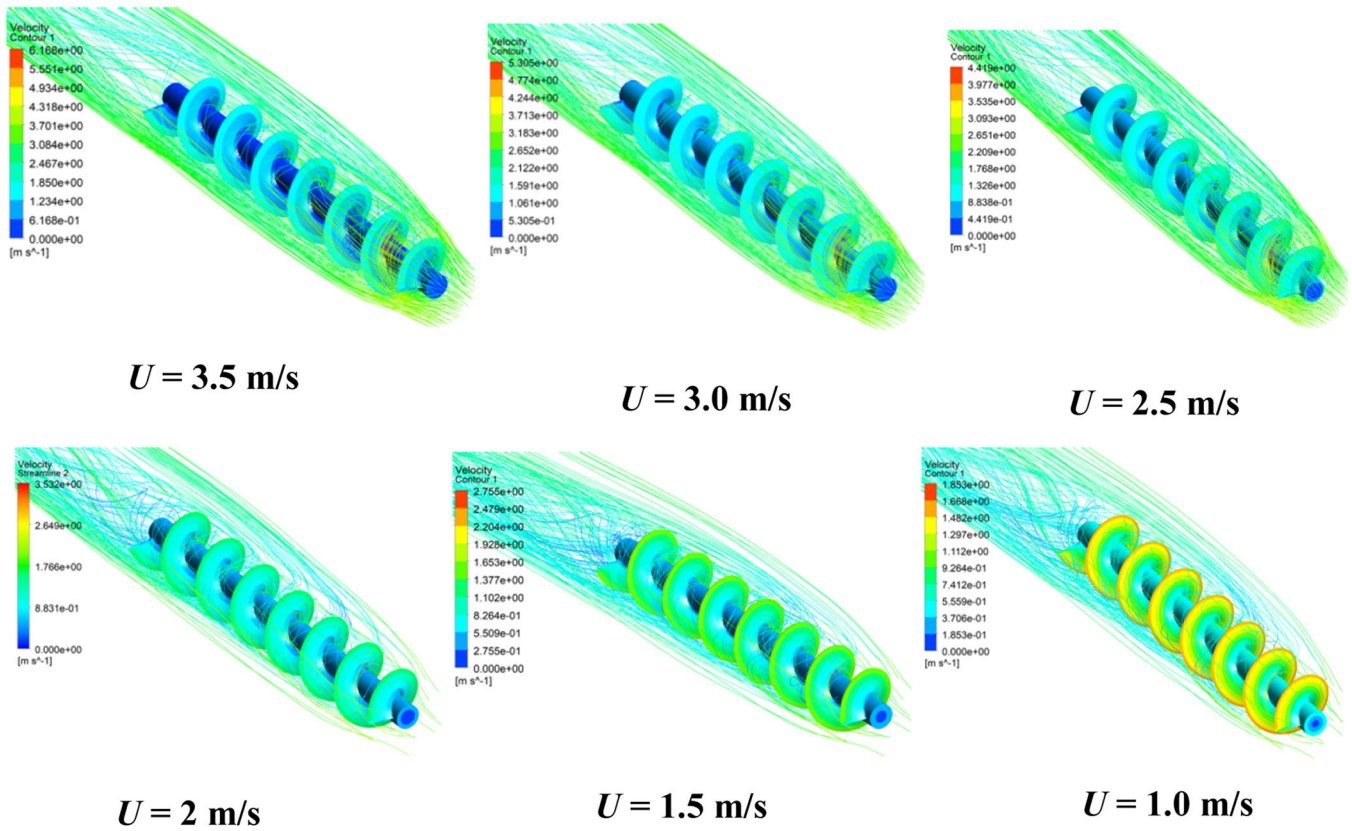 Velocity
Contour 1
6.168e+00
5.551e+00
4.934e+00
4.318e+00
3.701e+00
3.084e+00
2.467e+00
1.850e+00
1.234e+00
6.168e-01
0.000e+00
[m s^-1]
U = 3.5 m/s
Velocity
Contour 1
5.305e+00
4.774e+00
4.244e+00
3.713e+00
3.183e+00
2.652e+00
2.122e+00
1.591e+00
1.061e+00
5.305e-01
0.000e+00
[m s^-1]
U = 3.0 m/s
Velocity
Contour 1
4.419e+00
3.977e+00
3.535e+00
3.093e+00
2.651e+00
2.209e+00
1.768e+00
1.326e+00
8.838e-01
4.419e-01
0.000e+00
[m s^-1]
U = 2.5 m/s
Velocity
Streamline 2
3.532e+00
2.649e+00
1.766e+00
8.831e-01
0.000e+00
[m s^-1]
U = 2 m/s
Velocity
Contour 1
2.755e+00
2.479e+00
2.204e+00
1.928e+00
1.653e+00
1.377e+00
1.102e+00
8.264e-01
5.509e-01
2.755e-01
0.000e+00
[m s^-1]
U = 1.5 m/s
Velocity
Contour 1
1.853e+00
1.668e+00
1.482e+00
1.297e+00
1.112e+00
9.264e-01
7.412e-01
5.559e-01
3.706e-01
1.853e-01
0.000e+00
[m s^-1]
U = 1.0 m/s